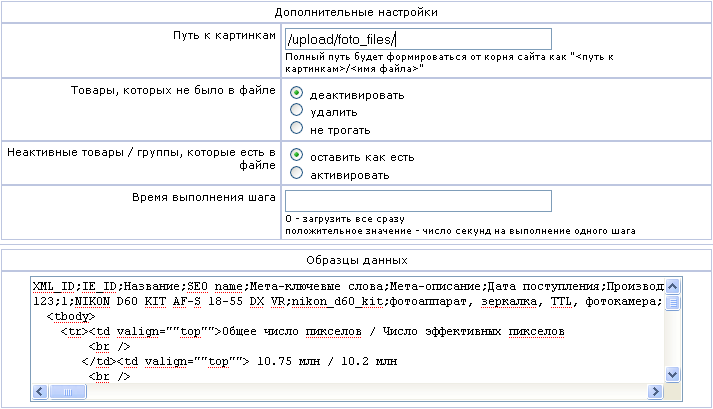 Дополнительные настройки
Путь к картинкам
/upload/foto_files/
Полный путь будет формироваться от корня сайта как "<путь к
картинкам>/<имя файла>"
Товары, которых не было в файле
деактивировать
удалить
не трогать
Неактивные товары / группы, которые есть в
файле
оставить как есть
активировать
Время выполнения шага
0 - загрузить все сразу
положительное значение - число секунд на выполнение одного шага
Образцы данных
XML_ID;IE_ID;Название;SEO name;Мета-ключевые слова;Мета-описание;Дата поступления;Производ
123;1;NIKON D60 KIT AF-S 18-55 DX VR;nikon_d60_kit;фотоаппарат, зеркалка, TTL, фотокамера;
<tbody>
<tr><td valign=""top"">Общее число пикселов / Число эффективных пикселов
<br />
</td><td valign=""top""> 10.75 млн / 10.2 млн
<br />